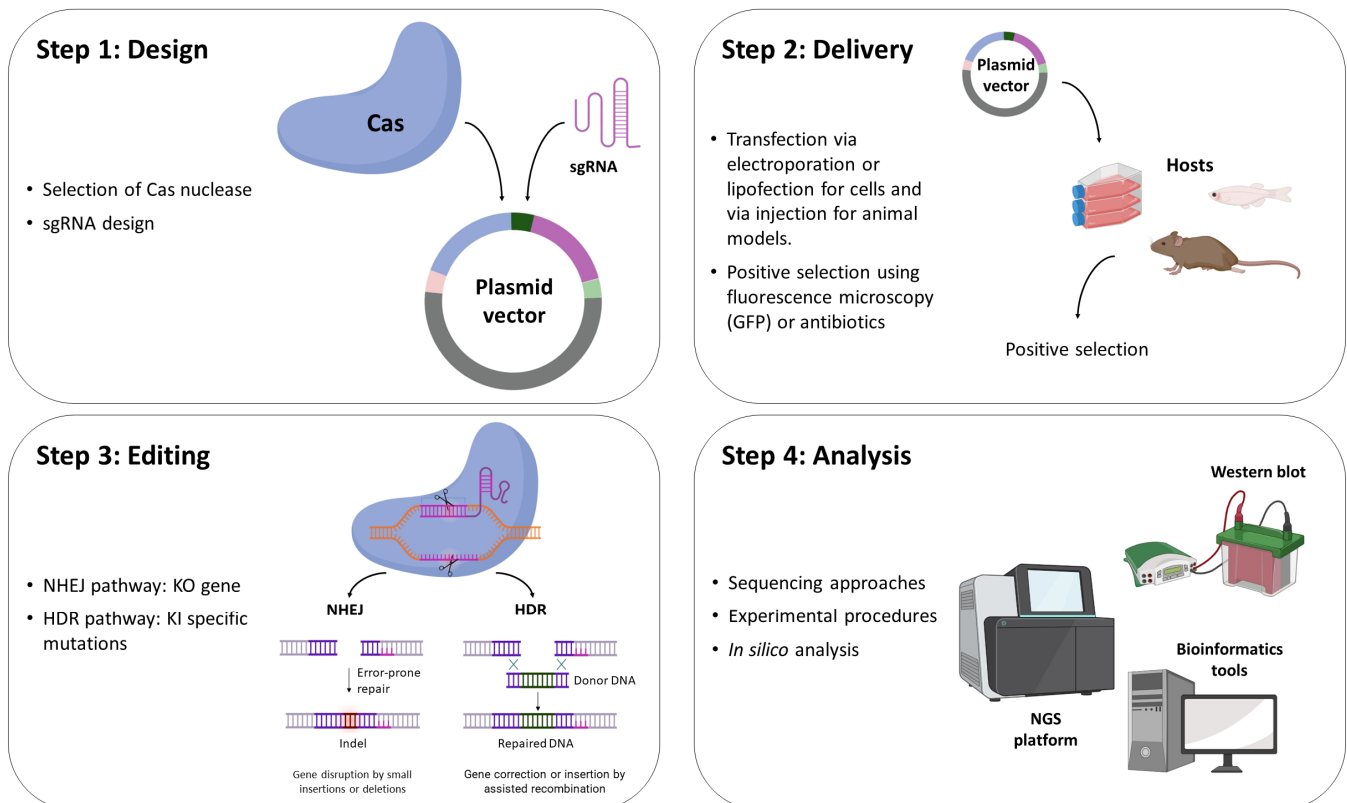 Step 1: Design
Cas
sgRNA
• Selection of Cas nuclease
• sgRNA design
Plasmid
vector
Step 2: Delivery
Plasmid
vector
• Transfection via
electroporation or
lipofection for cells and
via injection for animal
models.
• Positive selection using
fluorescence microscopy
(GFP) or antibiotics
Hosts
Positive selection
Step 3: Editing
• NHEJ pathway: KO gene
• HDR pathway: KI specific
mutations
NHEJ
HDR
Error-prone
repair
Donor DNA
Indel
Repaired DNA
Gene disruption by small
insertions or deletions
Gene correction or insertion by
assisted recombination
Step 4: Analysis
Western blot
• Sequencing approaches
• Experimental procedures
• In silico analysis
NGS
platform
Bioinformatics
tools